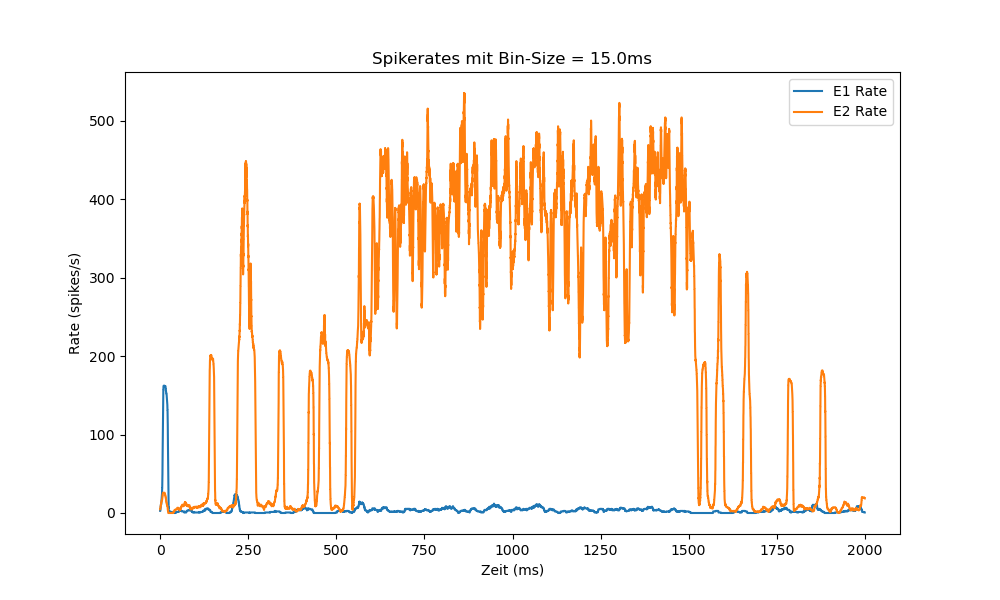 Spikerates mit Bin-Size = 15.0ms
E1 Rate
E2 Rate
Rate (spikes/s)
500
400
300
200
100
0
0 250 500 750 1000 1250 1500 1750 2000
Zeit (ms)